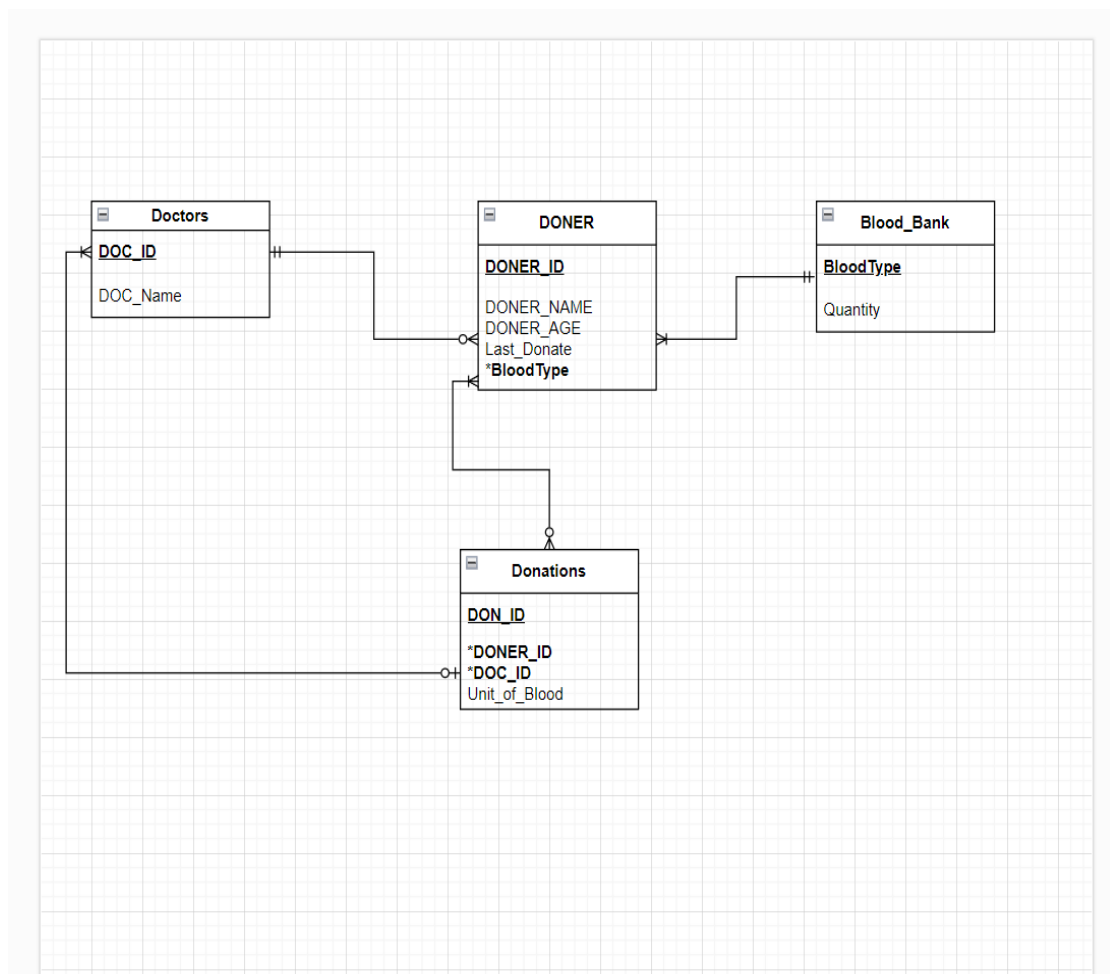 Doctors
DOC_ID
DOC_Name
DONER
DONER_ID
DONER_NAME
DONER_AGE
Last_Donate
*BloodType
Blood_Bank
BloodType
Quantity
Donations
DON_ID
*DONER_ID
*DOC_ID
Unit_of_Blood